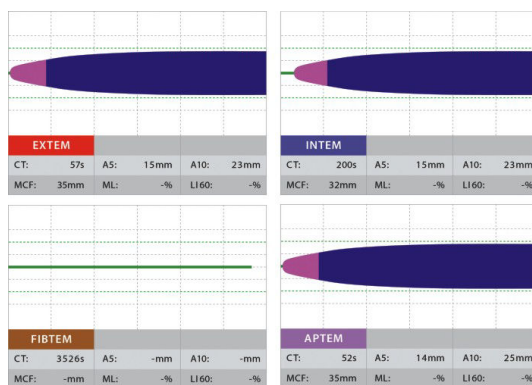 EXTEM
CT: 57s A5: 15mm A10: 23mm
MCF: 35mm ML: -% LI60: -%
INTEM
CT: 200s A5: 15mm A10: 23mm
MCF: 32mm ML: -% LI60: -%
FIBTEM
CT: 3526s A5: -mm A10: -mm
MCF: -mm ML: -% LI60: -%
APTEM
CT: 52s A5: 14mm A10: 25mm
MCF: 35mm ML: -% LI60: -%